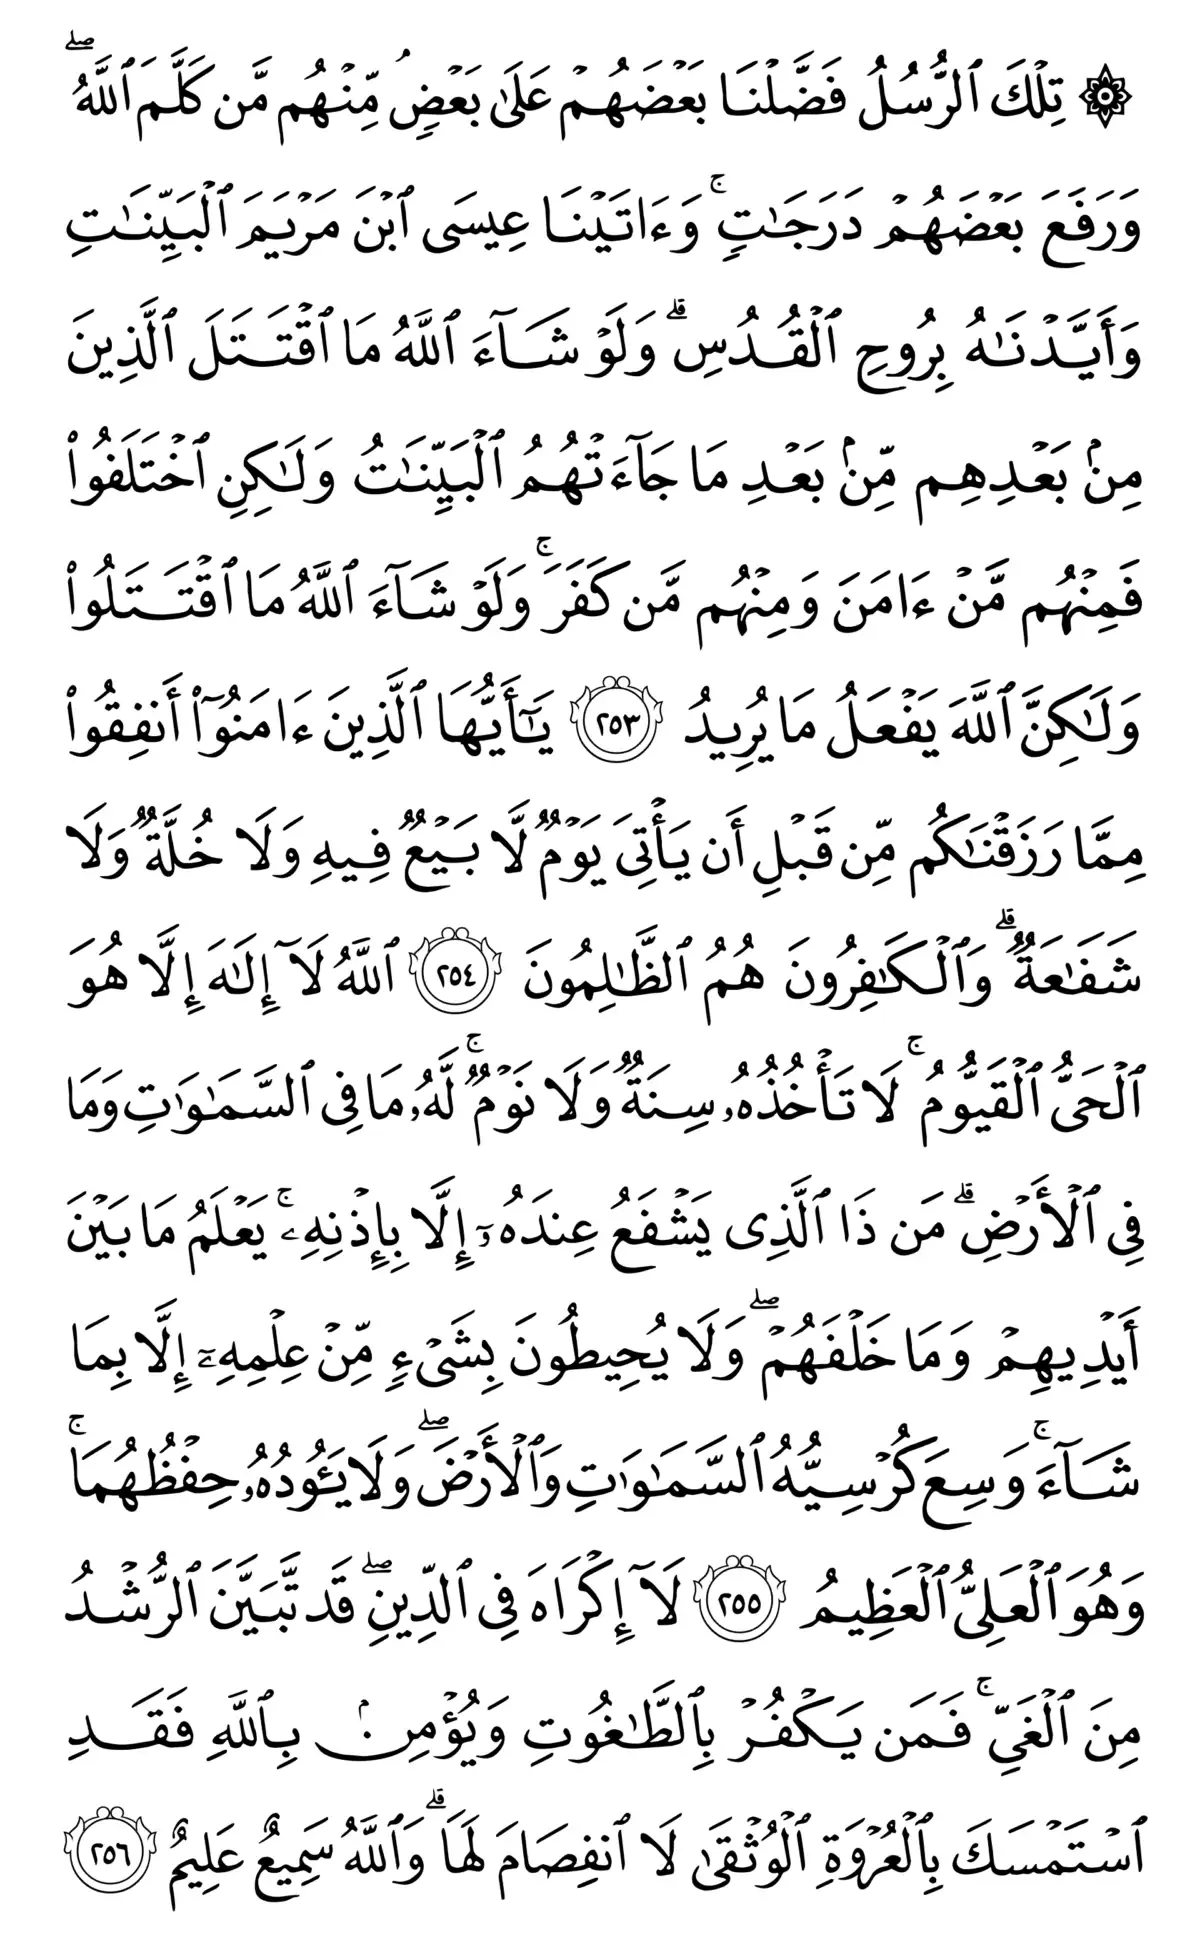 ۞ تِلۡكَ ٱلرُّسُلُ فَضَّلۡنَا بَعۡضَهُمۡ عَلَىٰ بَعۡضٖۘ مِّنۡهُم مَّن كَلَّمَ ٱللَّهُۖ
وَرَفَعَ بَعۡضَهُمۡ دَرَجَٰتٖۚ وَءَاتَيۡنَا عِيسَى ٱبۡنَ مَرۡيَمَ ٱلۡبَيِّنَٰتِ
وَأَيَّدۡنَٰهُ بِرُوحِ ٱلۡقُدُسِۗ وَلَوۡ شَآءَ ٱللَّهُ مَا ٱقۡتَتَلَ ٱلَّذِينَ
مِنۢ بَعۡدِهِم مِّنۢ بَعۡدِ مَا جَآءَتۡهُمُ ٱلۡبَيِّنَٰتُ وَلَٰكِنِ ٱخۡتَلَفُواْ
فَمِنۡهُم مَّنۡ ءَامَنَ وَمِنۡهُم مَّن كَفَرَۚ وَلَوۡ شَآءَ ٱللَّهُ مَا ٱقۡتَتَلُواْ
وَلَٰكِنَّ ٱللَّهَ يَفۡعَلُ مَا يُرِيدُ ٢٥٣ يَٰٓأَيُّهَا ٱلَّذِينَ ءَامَنُوٓاْ أَنفِقُواْ
مِمَّا رَزَقۡنَٰكُم مِّن قَبۡلِ أَن يَأۡتِيَ يَوۡمٞ لَّا بَيۡعٞ فِيهِ وَلَا خُلَّةٞ وَلَا
شَفَٰعَةٞۗ وَٱلۡكَٰفِرُونَ هُمُ ٱلظَّٰلِمُونَ ٢٥٤ ٱللَّهُ لَآ إِلَٰهَ إِلَّا هُوَ
ٱلۡحَيُّ ٱلۡقَيُّومُۚ لَا تَأۡخُذُهُۥ سِنَةٞ وَلَا نَوۡمٞۚ لَّهُۥ مَا فِي ٱلسَّمَٰوَٰتِ وَمَا
فِي ٱلۡأَرۡضِۗ مَن ذَا ٱلَّذِي يَشۡفَعُ عِندَهُۥٓ إِلَّا بِإِذۡنِهِۦۚ يَعۡلَمُ مَا بَيۡنَ
أَيۡدِيهِمۡ وَمَا خَلۡفَهُمۡۖ وَلَا يُحِيطُونَ بِشَيۡءٖ مِّنۡ عِلۡمِهِۦٓ إِلَّا بِمَا
شَآءَۚ وَسِعَ كُرۡسِيُّهُ ٱلسَّمَٰوَٰتِ وَٱلۡأَرۡضَۖ وَلَا يَـُٔودُهُۥ حِفۡظُهُمَاۚ
وَهُوَ ٱلۡعَلِيُّ ٱلۡعَظِيمُ ٢٥٥ لَآ إِكۡرَاهَ فِي ٱلدِّينِۖ قَد تَّبَيَّنَ ٱلرُّشۡدُ
مِنَ ٱلۡغَيِّۚ فَمَن يَكۡفُرۡ بِٱلطَّٰغُوتِ وَيُؤۡمِنۢ بِٱللَّهِ فَقَدِ
ٱسۡتَمۡسَكَ بِٱلۡعُرۡوَةِ ٱلۡوُثۡقَىٰ لَا ٱنفِصَامَ لَهَاۗ وَٱللَّهُ سَمِيعٌ عَلِيمٌ ٢٥٦